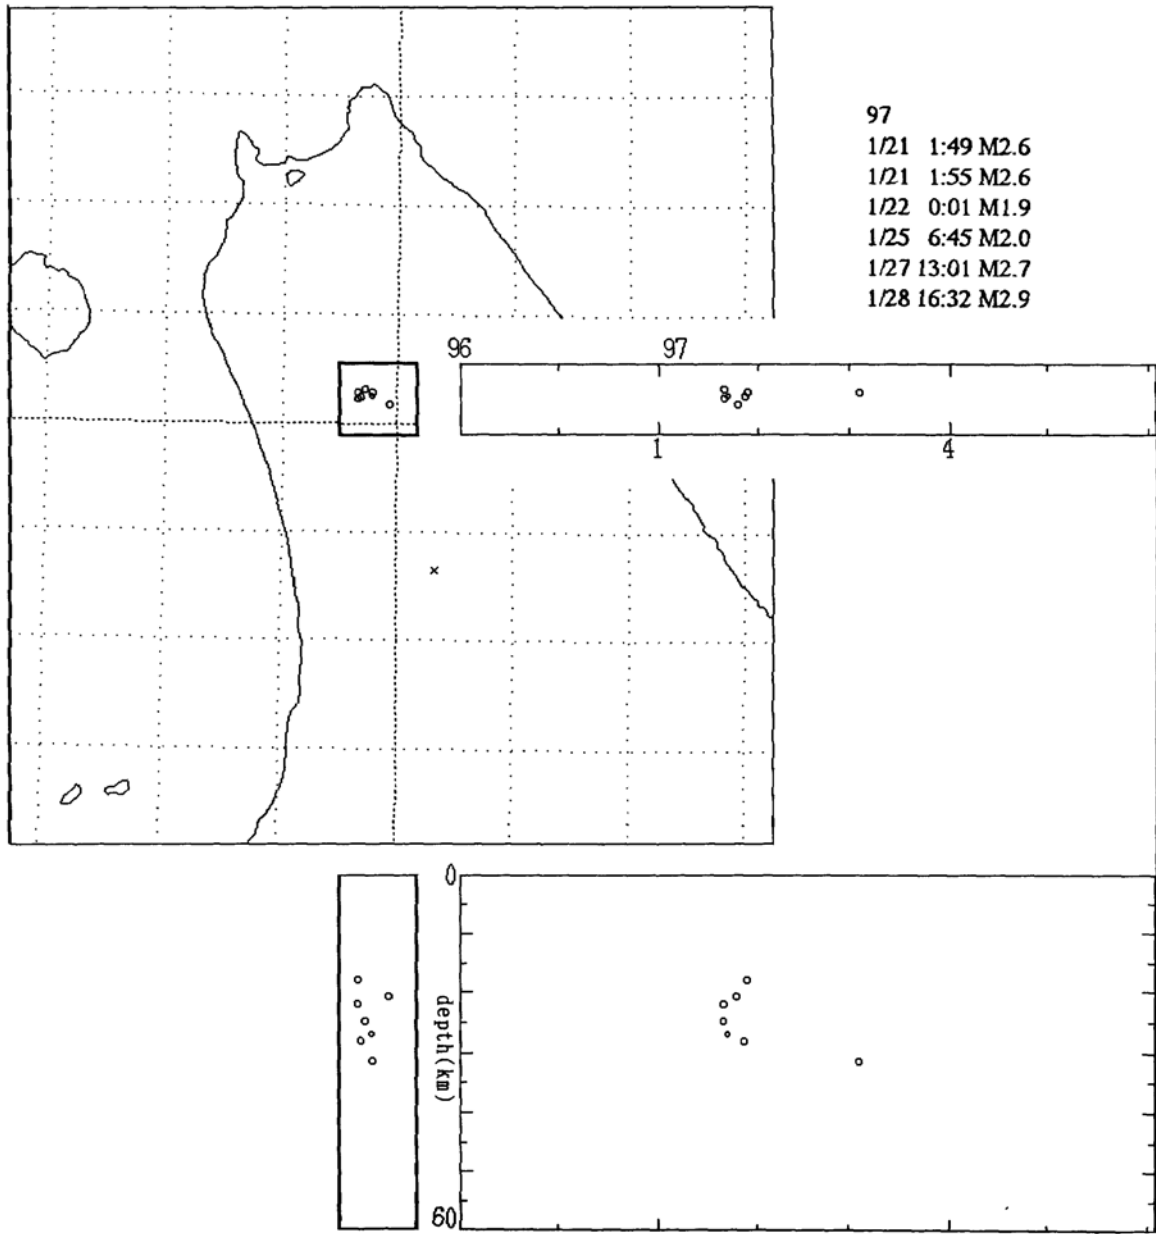 97
1/21 1:49 M2.6
1/21 1:55 M2.6
1/22 0:01 M1.9
1/25 6:45 M2.0
1/27 13:01 M2.7
1/28 16:32 M2.9
96 97
1 4
0
depth(km)
60